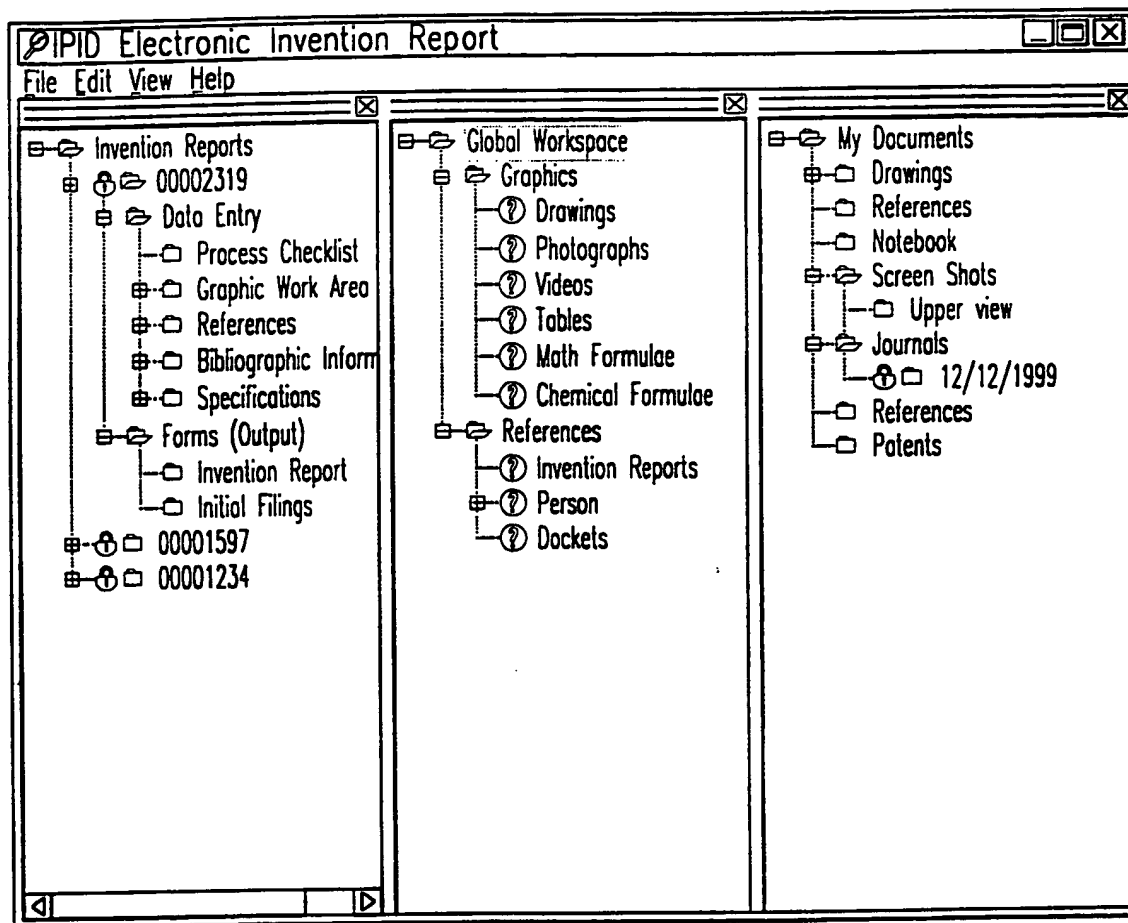 IPID Electronic Invention Report
File Edit View Help
Invention Reports
00002319
Data Entry
Process Checklist
Graphic Work Area
References
Bibliographic Inform
Specifications
Forms (Output)
Invention Report
Initial Filings
00001597
00001234
Global Workspace
Graphics
Drawings
Photographs
Videos
Tables
Math Formulae
Chemical Formulae
References
Invention Reports
Person
Dockets
My Documents
Drawings
References
Notebook
Screen Shots
Upper view
Journals
12/12/1999
References
Patents